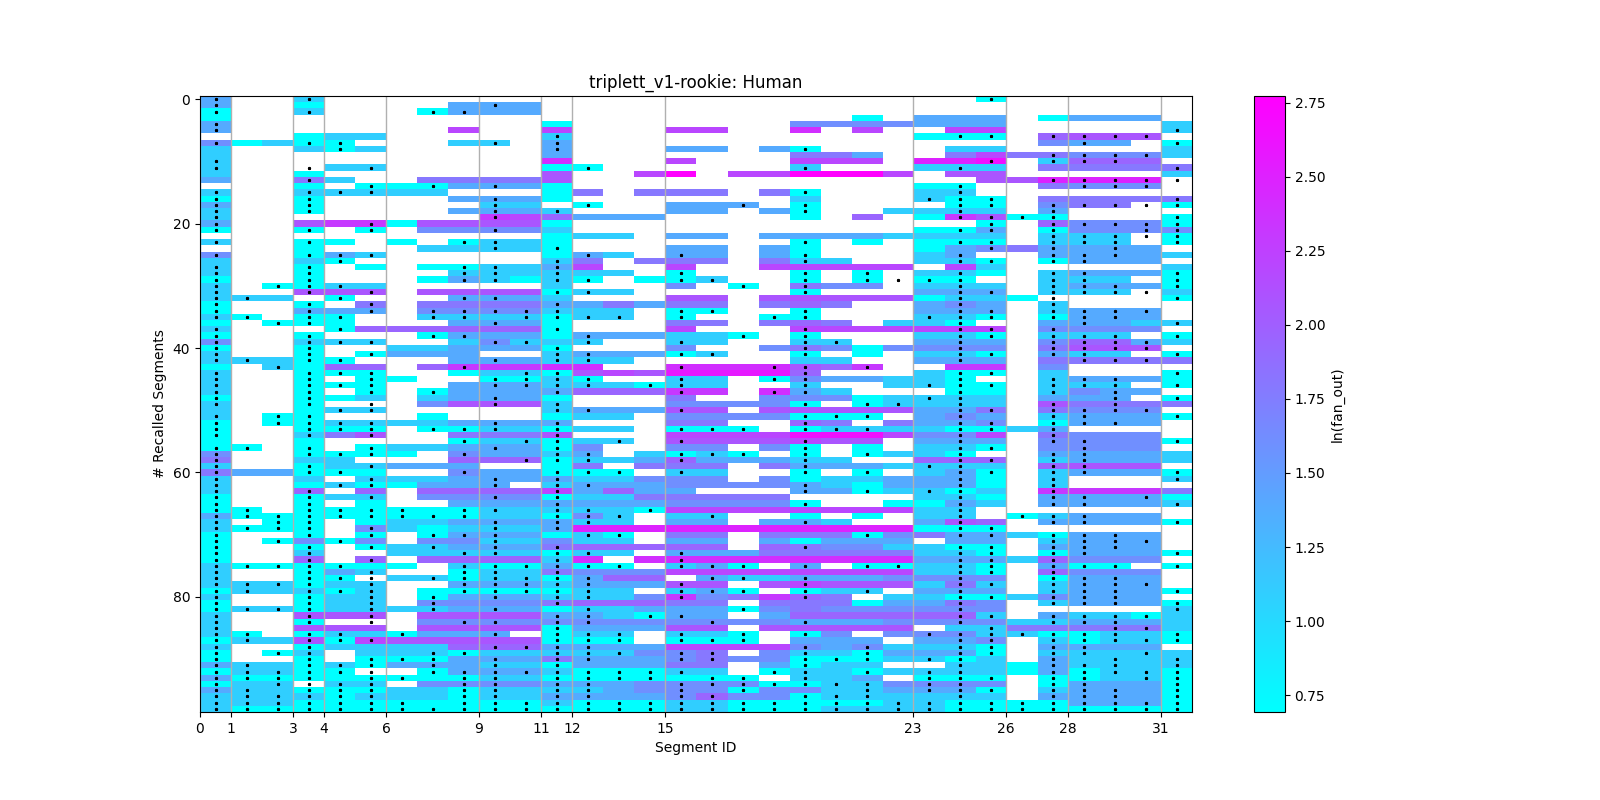 triplett_v1-rookie: Human
0
20
40
60
80
# Recalled Segments
0 1 3 4 6 9 11 12 15 23 26 28 31
Segment ID
2.75
2.50
2.25
2.00
1.75
1.50
1.25
1.00
0.75
ln(fan_out)